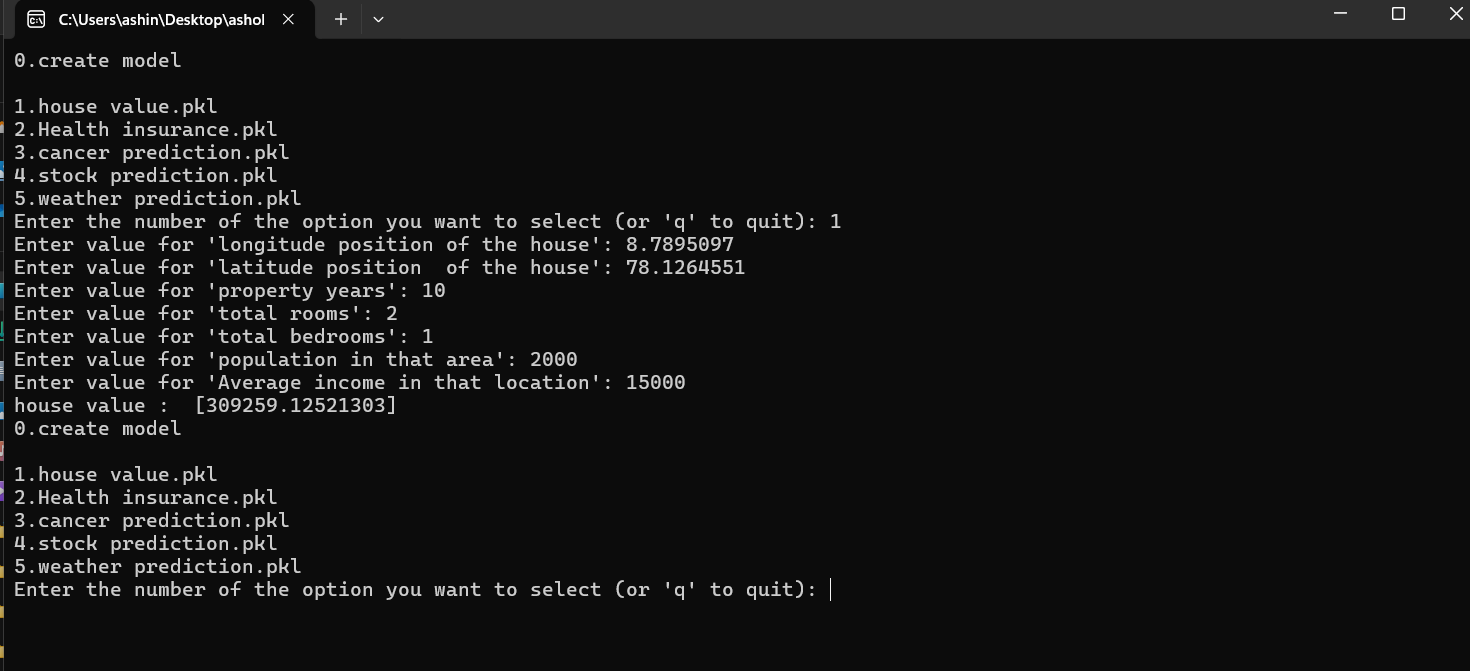 C:\Users\ashin\Desktop\ashol
0.create model
1.house value.pkl
2.Health insurance.pkl
3.cancer prediction.pkl
4.stock prediction.pkl
5.weather prediction.pkl
Enter the number of the option you want to select (or 'q' to quit): 1
Enter value for 'longitude position of the house': 8.7895097
Enter value for 'latitude position  of the house': 78.1264551
Enter value for 'property years': 10
Enter value for 'total rooms': 2
Enter value for 'total bedrooms': 1
Enter value for 'population in that area': 2000
Enter value for 'Average income in that location': 15000
house value :  [309259.12521303]
0.create model
1.house value.pkl
2.Health insurance.pkl
3.cancer prediction.pkl
4.stock prediction.pkl
5.weather prediction.pkl
Enter the number of the option you want to select (or 'q' to quit):